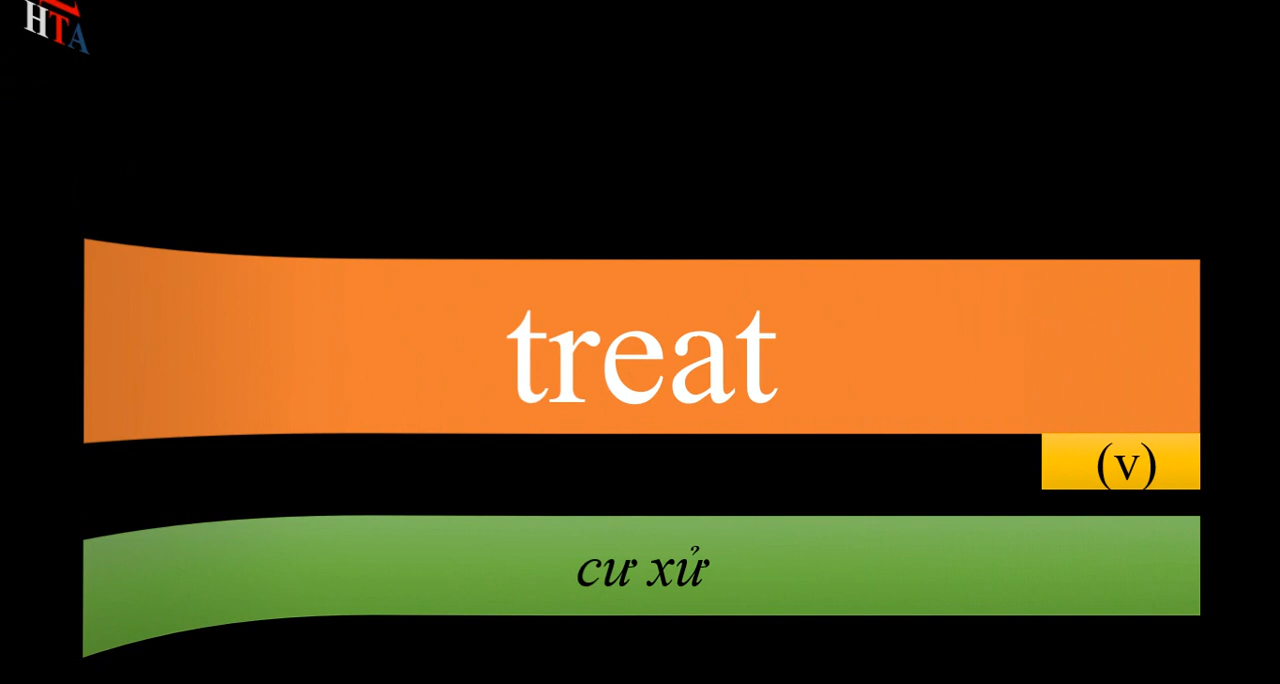 HTA
treat
(v)
cư xử